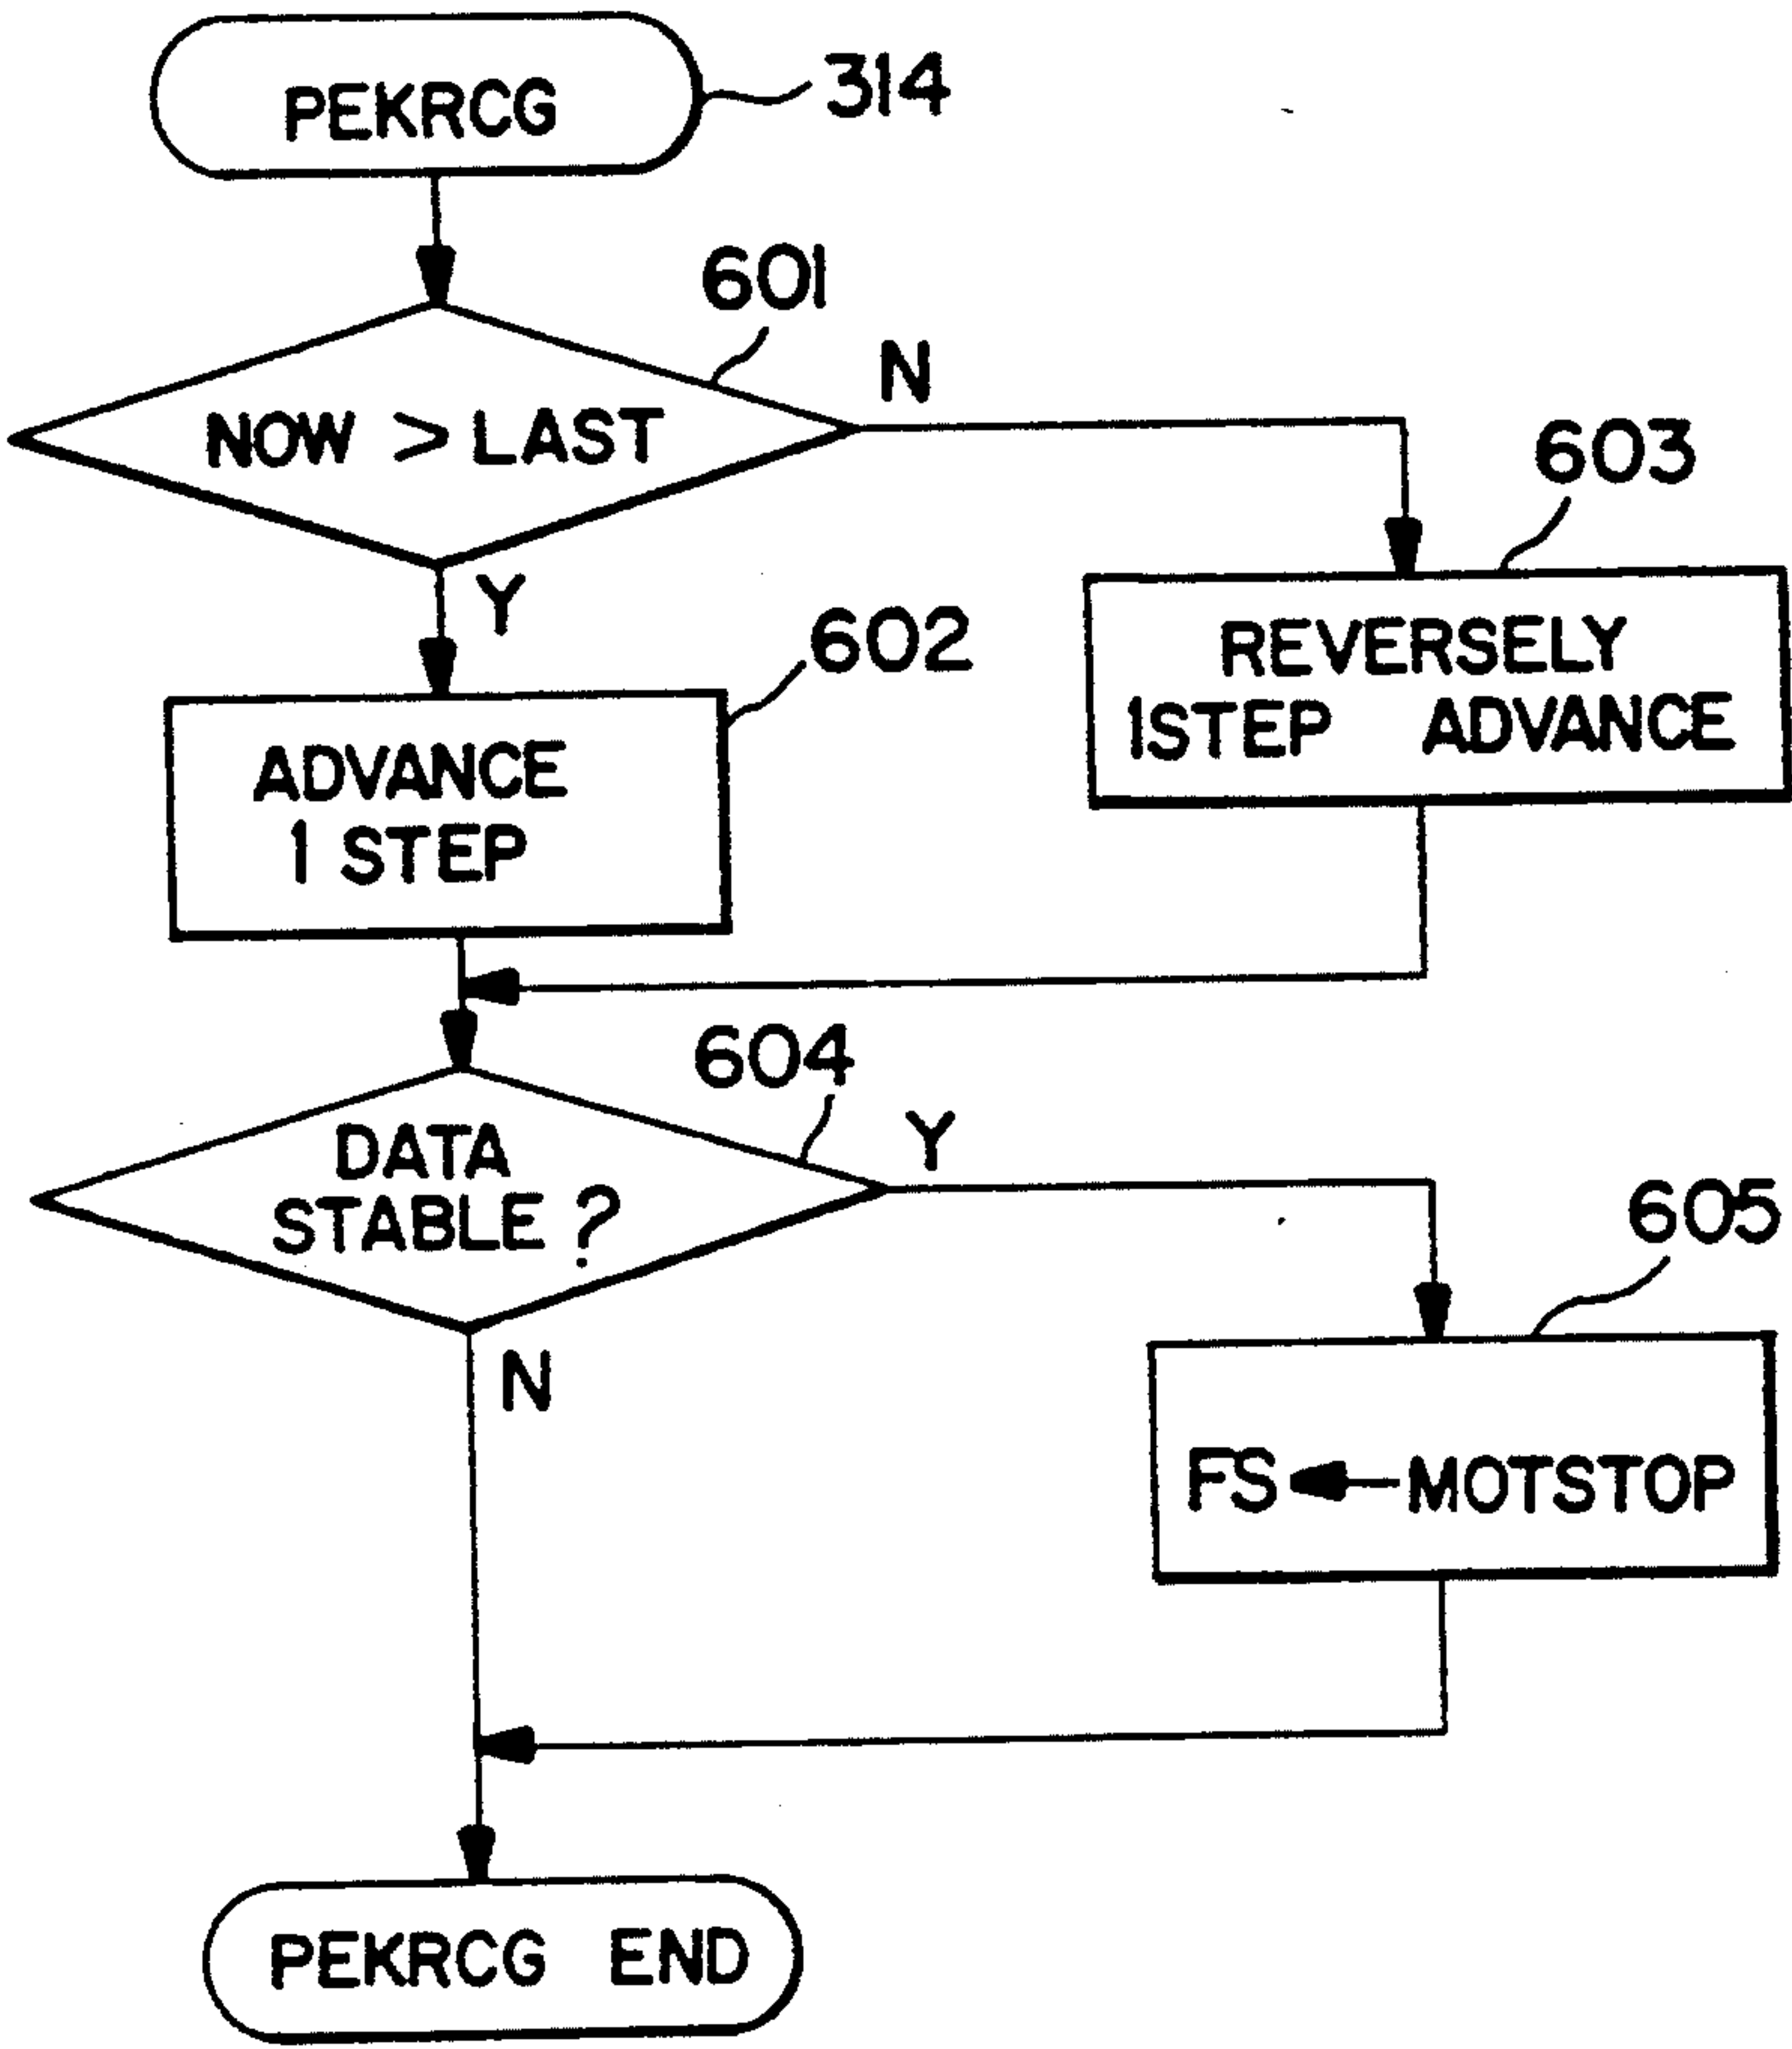 PEKRCG
314
601
NOW > LAST
N
603
Y
602
REVERSELY
1STEP ADVANCE
ADVANCE
1 STEP
604
DATA
STABLE ?
Y
605
N
FS ← MOTSTOP
PEKRCG END